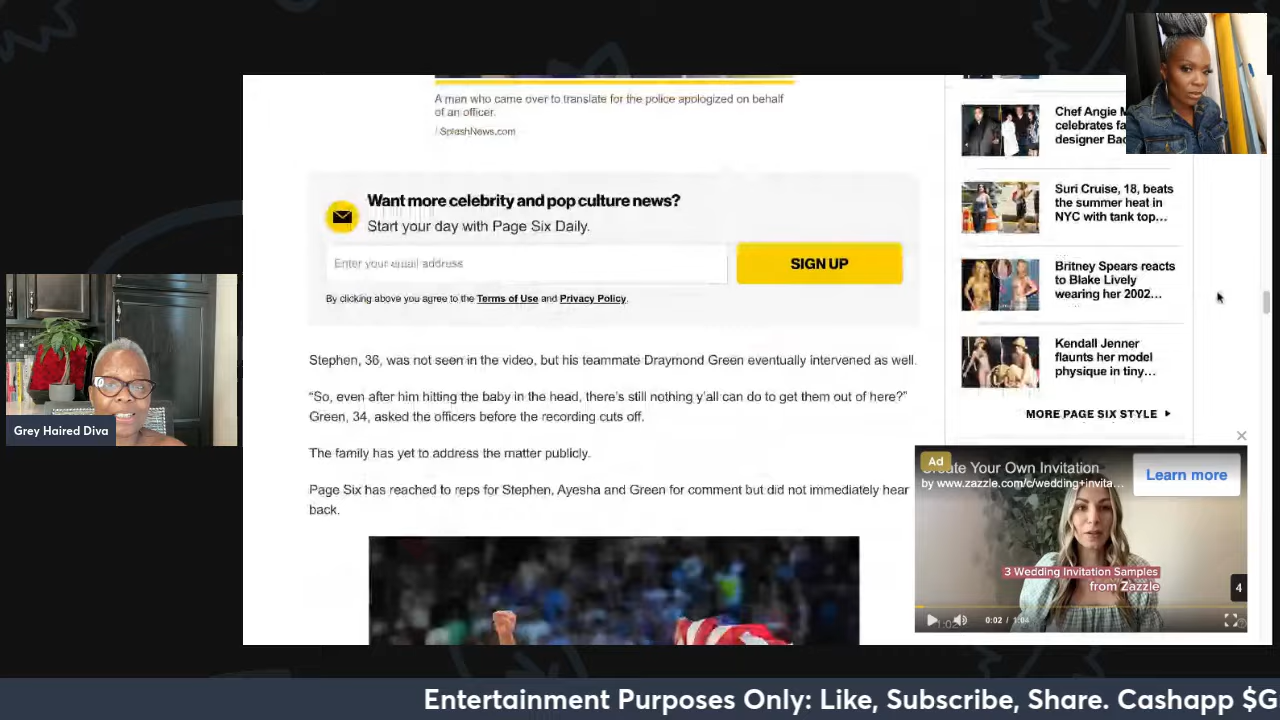 A man who came over to translate for the police apologized on behalf
of an officer.
/ SplashNews.com
Want more celebrity and pop culture news?
Start your day with Page Six Daily.
Enter your email address
SIGN UP
By clicking above you agree to the Terms of Use and Privacy Policy.
Stephen, 36, was not seen in the video, but his teammate Draymond Green eventually intervened as well.
“So, even after him hitting the baby in the head, there’s still nothing y’all can do to get them out of here?”
Green, 34, asked the officers before the recording cuts off.
The family has yet to address the matter publicly.
Page Six has reached to reps for Stephen, Ayesha and Green for comment but did not immediately hear
back.
Chef Angie
celebrates
designer
Suri Cruise, 18, beats
the summer heat in
NYC with tank top...
Britney Spears reacts
to Blake Lively
wearing her 2002...
Kendall Jenner
flaunts her model
physique in tiny...
MORE PAGE SIX STYLE
Ad
Create Your Own Invitation
by www.zazzle.com/c/wedding+invita...
Learn more
3 Wedding Invitation Samples
from Zazzle
4
0:02 / 1:04
Grey Haired Diva
Entertainment Purposes Only: Like, Subscribe, Share. Cashapp $G